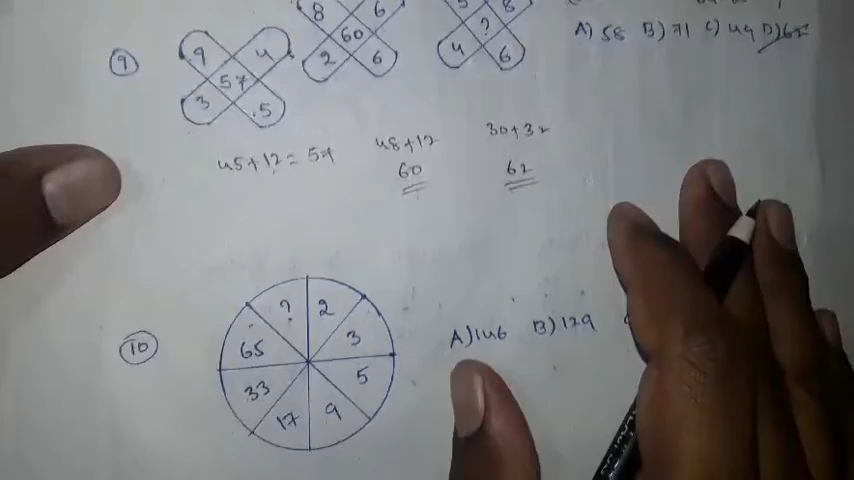 8 6 5 8
9 4 60 ? A) 58 B) 71 C) 49 D) 62
9 57 2 6 4 6
3 5
45+12 = 57 48+12 30+32
60 62
? 2
10 65 3 A) 146 B) 129
33 5
17 9